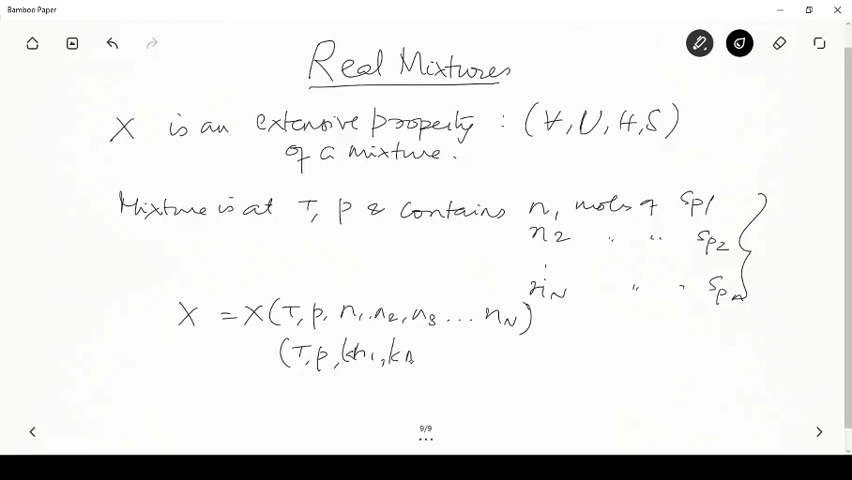 Bamboo Paper
Real Mixtures
X is an extensive property : (V, U, H, S)
of a mixture.
Mixture is at T, p & contains n1 mols of Sp1
n2 " " Sp2
nN " " Spn
X = X(T, p, n1, n2, n3 ... nN)
(T, p, kn1, kn
9/9